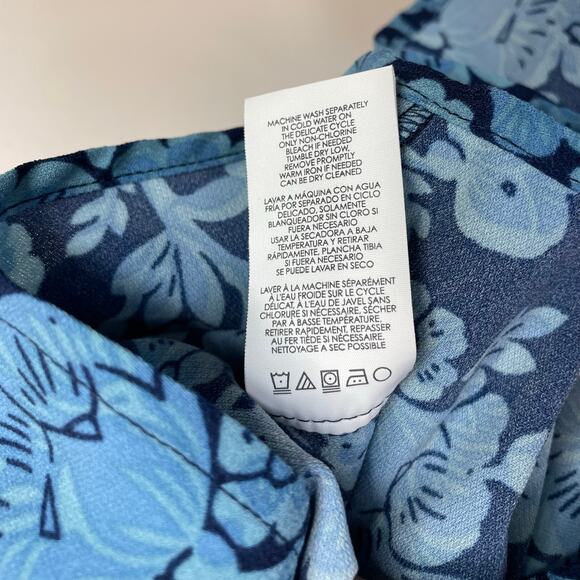 MACHINE WASH SEPARATELY
IN COLD WATER ON
THE DELICATE CYCLE
ONLY NON-CHLORINE
BLEACH IF NEEDED
TUMBLE DRY LOW,
REMOVE PROMPTLY
WARM IRON IF NEEDED
CAN BE DRY CLEANED
LAVAR A MÁQUINA CON AGUA
FRÍA POR SEPARADO EN CICLO
DELICADO, SOLAMENTE
BLANQUEADOR SIN CLORO SI
FUERA NECESARIO
USAR LA SECADORA A BAJA
TEMPERATURA Y RETIRAR
RÁPIDAMENTE, PLANCHA TIBIA
SI FUERA NECESARIO
SE PUEDE LAVAR EN SECO
LAVER À LA MACHINE SÉPARÉMENT
À L'EAU FROIDE SUR LE CYCLE
DÉLICAT, À L'EAU DE JAVEL SANS
CHLORURE SI NÉCESSAIRE, SÉCHER
PAR À BASSE TEMPÉRATURE,
RETIRER RAPIDEMENT, REPASSER
AU FER TIÈDE SI NÉCESSAIRE,
NETTOYAGE A SEC POSSIBLE